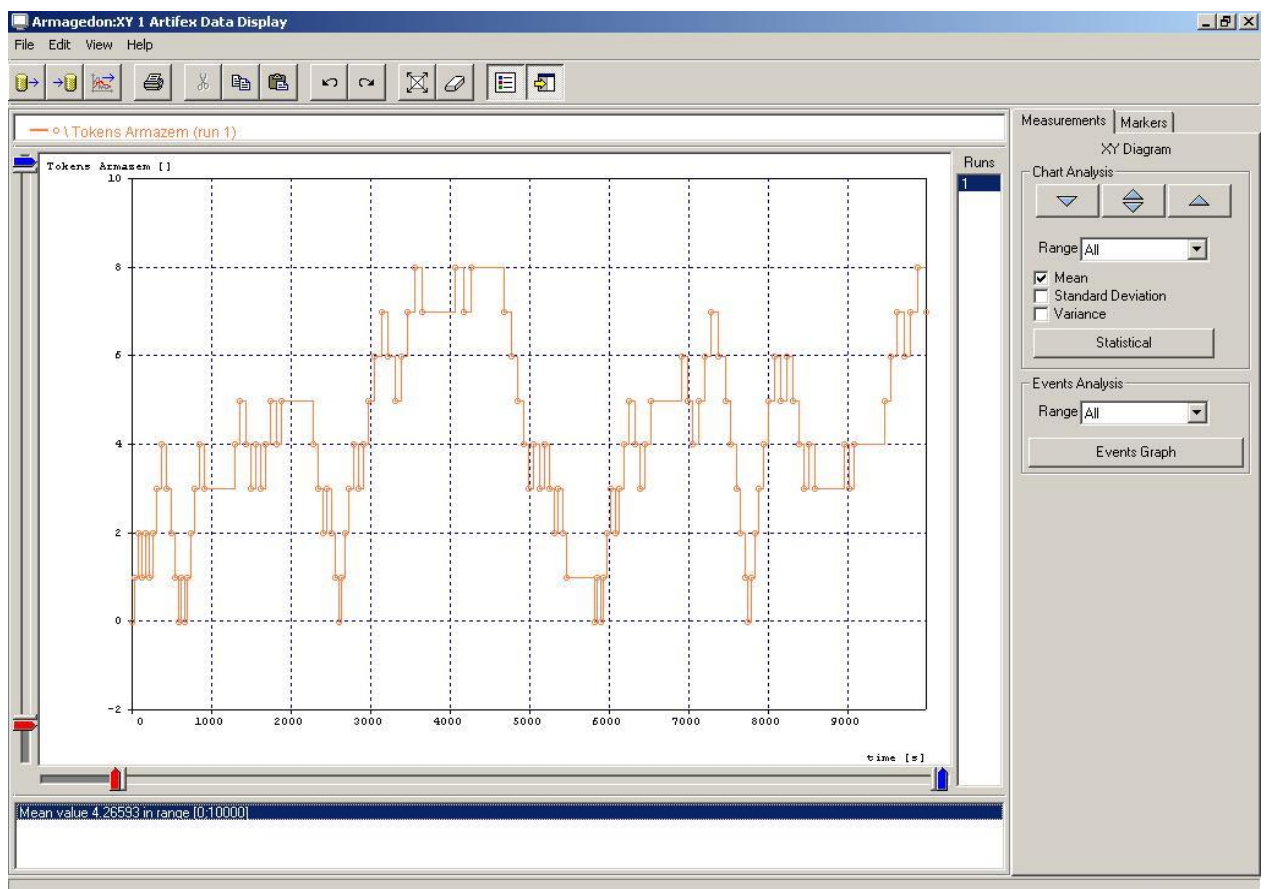 Armagedon:XY 1 Artifex Data Display
File Edit View Help
o \ Tokens Armazem (run 1)
Tokens Armazem []
10
8
6
4
2
0
-2
0 1000 2000 3000 4000 5000 6000 7000 8000 9000
time [s]
Runs
1
Measurements Markers
XY Diagram
Chart Analysis
Range All
Mean
Standard Deviation
Variance
Statistical
Events Analysis
Range All
Events Graph
Mean value 4.26593 in range [0;10000]